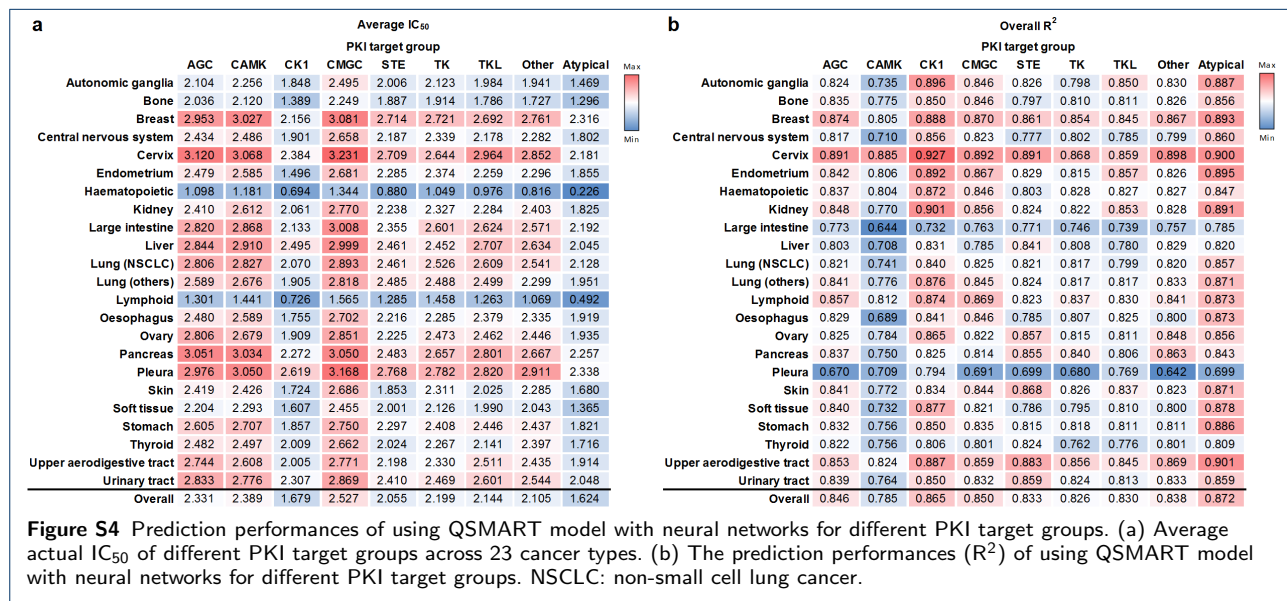 a
Average IC50
PKI target group
AGC CAMK CK1 CMGC STE TK TKL Other Atypical
Autonomic ganglia 2.104 2.256 1.848 2.495 2.006 2.123 1.984 1.941 1.469
Bone 2.036 2.120 1.389 2.249 1.887 1.914 1.786 1.727 1.296
Breast 2.953 3.027 2.156 3.081 2.714 2.721 2.692 2.761 2.316
Central nervous system 2.434 2.486 1.901 2.658 2.187 2.339 2.178 2.282 1.802
Cervix 3.120 3.068 2.384 3.231 2.709 2.644 2.964 2.852 2.181
Endometrium 2.479 2.585 1.496 2.681 2.285 2.374 2.259 2.296 1.855
Haematopoietic 1.098 1.181 0.694 1.344 0.880 1.049 0.976 0.816 0.226
Kidney 2.410 2.612 2.061 2.770 2.238 2.327 2.284 2.403 1.825
Large intestine 2.820 2.868 2.133 3.008 2.355 2.601 2.624 2.571 2.192
Liver 2.844 2.910 2.495 2.999 2.461 2.452 2.707 2.634 2.045
Lung (NSCLC) 2.806 2.827 2.070 2.893 2.461 2.526 2.609 2.541 2.128
Lung (others) 2.589 2.676 1.905 2.818 2.485 2.488 2.499 2.299 1.951
Lymphoid 1.301 1.441 0.726 1.565 1.285 1.458 1.263 1.069 0.492
Oesophagus 2.480 2.589 1.755 2.702 2.216 2.285 2.379 2.335 1.919
Ovary 2.806 2.679 1.909 2.851 2.225 2.473 2.462 2.446 1.935
Pancreas 3.051 3.034 2.272 3.050 2.483 2.657 2.801 2.667 2.257
Pleura 2.976 3.050 2.619 3.168 2.768 2.782 2.820 2.911 2.338
Skin 2.419 2.426 1.724 2.686 1.853 2.311 2.025 2.285 1.680
Soft tissue 2.204 2.293 1.607 2.455 2.001 2.126 1.990 2.043 1.365
Stomach 2.605 2.707 1.857 2.750 2.297 2.408 2.446 2.437 1.821
Thyroid 2.482 2.497 2.009 2.662 2.024 2.267 2.141 2.397 1.716
Upper aerodigestive tract 2.744 2.608 2.005 2.771 2.198 2.330 2.511 2.435 1.914
Urinary tract 2.833 2.776 2.307 2.869 2.410 2.469 2.601 2.544 2.048
Overall 2.331 2.389 1.679 2.527 2.055 2.199 2.144 2.105 1.624
Max
Min
b
Overall R2
PKI target group
AGC CAMK CK1 CMGC STE TK TKL Other Atypical
Autonomic ganglia 0.824 0.735 0.896 0.846 0.826 0.798 0.850 0.830 0.887
Bone 0.835 0.775 0.850 0.846 0.797 0.810 0.811 0.826 0.856
Breast 0.874 0.805 0.888 0.870 0.861 0.854 0.845 0.867 0.893
Central nervous system 0.817 0.710 0.856 0.823 0.777 0.802 0.785 0.799 0.860
Cervix 0.891 0.885 0.927 0.892 0.891 0.868 0.859 0.898 0.900
Endometrium 0.842 0.806 0.892 0.867 0.829 0.815 0.857 0.826 0.895
Haematopoietic 0.837 0.804 0.872 0.846 0.803 0.828 0.827 0.827 0.847
Kidney 0.848 0.770 0.901 0.856 0.824 0.822 0.853 0.828 0.891
Large intestine 0.773 0.644 0.732 0.763 0.771 0.746 0.739 0.757 0.785
Liver 0.803 0.708 0.831 0.785 0.841 0.808 0.780 0.829 0.820
Lung (NSCLC) 0.821 0.741 0.840 0.825 0.821 0.817 0.799 0.820 0.857
Lung (others) 0.841 0.776 0.876 0.845 0.824 0.817 0.817 0.833 0.871
Lymphoid 0.857 0.812 0.874 0.869 0.823 0.837 0.830 0.841 0.873
Oesophagus 0.829 0.689 0.841 0.846 0.785 0.807 0.825 0.800 0.873
Ovary 0.825 0.784 0.865 0.822 0.857 0.815 0.811 0.848 0.856
Pancreas 0.837 0.750 0.825 0.814 0.855 0.840 0.806 0.863 0.843
Pleura 0.670 0.709 0.794 0.691 0.699 0.680 0.769 0.642 0.699
Skin 0.841 0.772 0.834 0.844 0.868 0.826 0.837 0.823 0.871
Soft tissue 0.840 0.732 0.877 0.821 0.786 0.795 0.810 0.800 0.878
Stomach 0.832 0.756 0.850 0.835 0.815 0.818 0.811 0.811 0.886
Thyroid 0.822 0.756 0.806 0.801 0.824 0.762 0.776 0.801 0.809
Upper aerodigestive tract 0.853 0.824 0.887 0.859 0.883 0.856 0.845 0.869 0.901
Urinary tract 0.839 0.764 0.850 0.832 0.859 0.824 0.813 0.833 0.859
Overall 0.846 0.785 0.865 0.850 0.833 0.826 0.830 0.838 0.872
Max
Min
Figure S4 Prediction performances of using QSMART model with neural networks for different PKI target groups. (a) Average
actual IC50 of different PKI target groups across 23 cancer types. (b) The prediction performances (R2) of using QSMART model
with neural networks for different PKI target groups. NSCLC: non-small cell lung cancer.